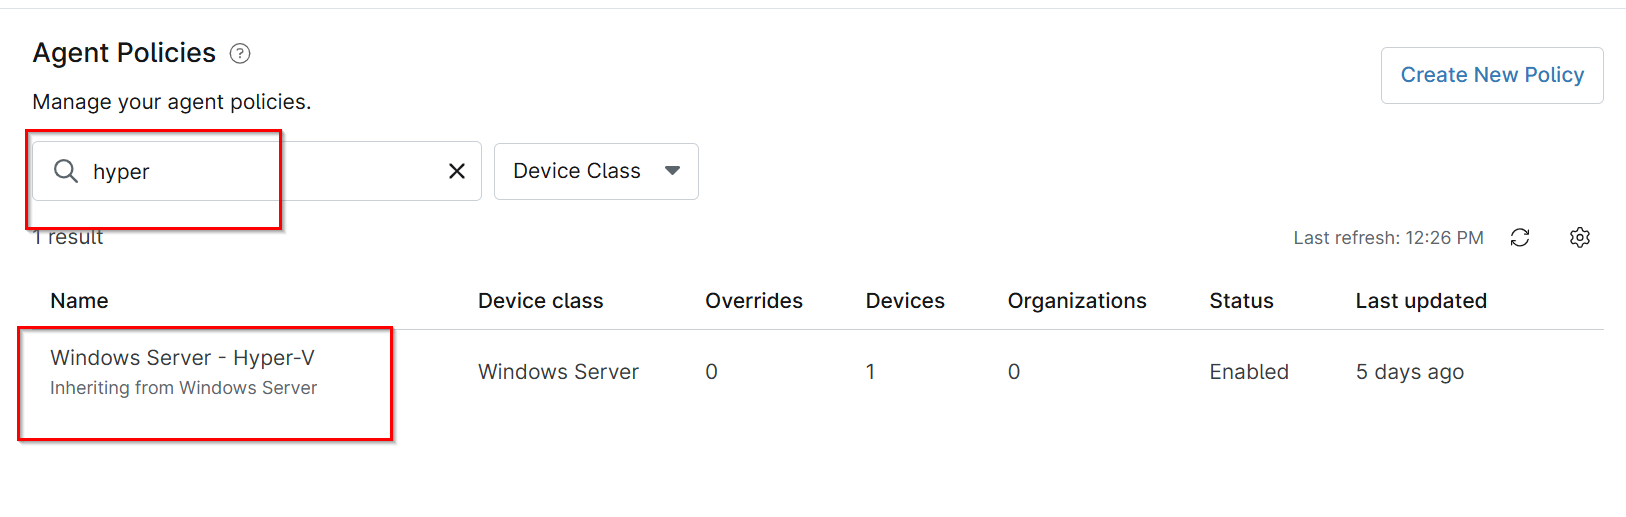 Agent Policies ?
Create New Policy
Manage your agent policies.
hyper
Device Class
1 result
Last refresh: 12:26 PM
Name Device class Overrides Devices Organizations Status Last updated
Windows Server - Hyper-V
Inheriting from Windows Server
Windows Server 0 1 0 Enabled 5 days ago